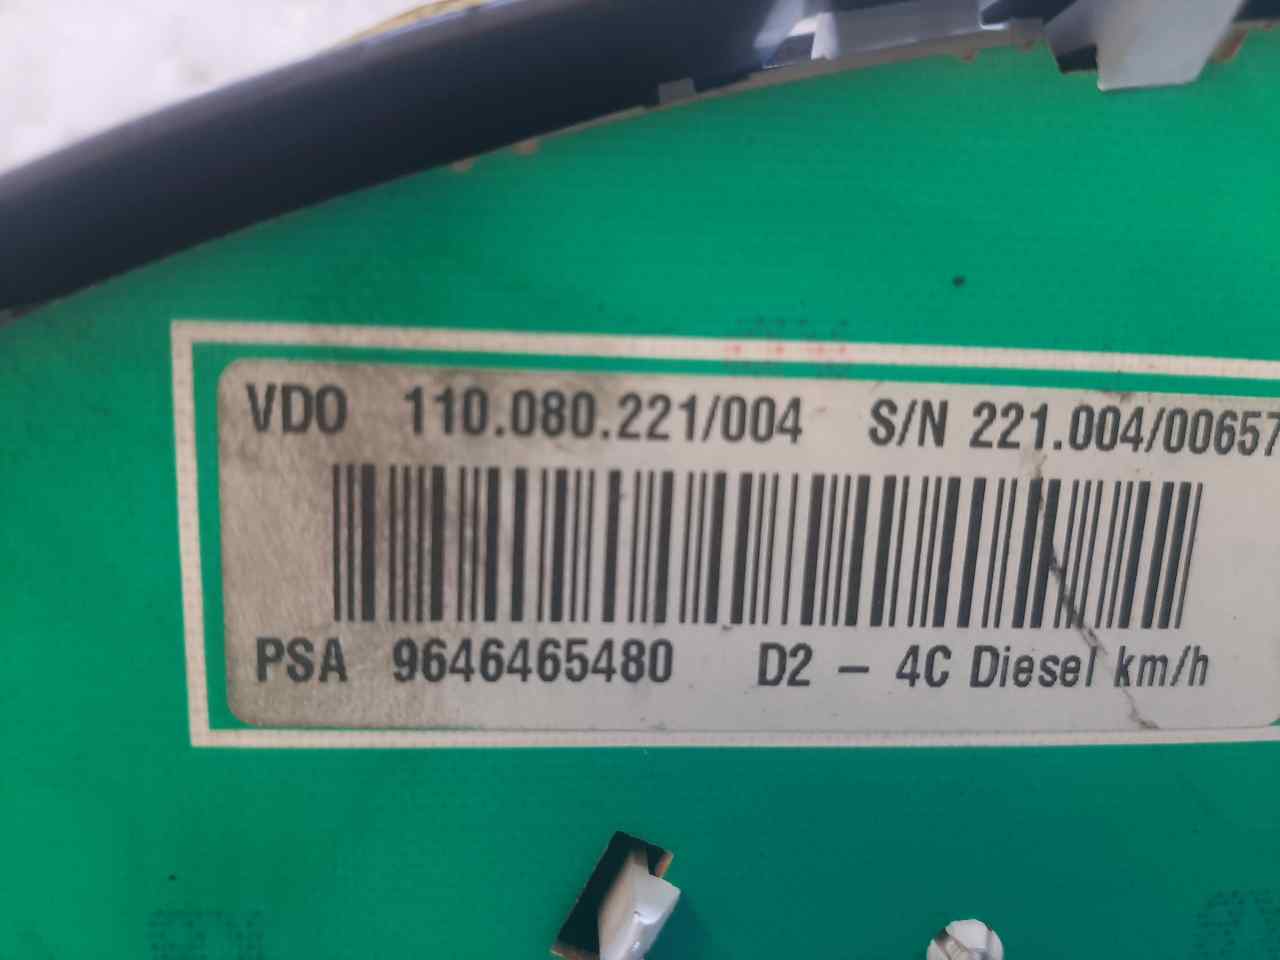 VDO 110.080.221/004 S/N 221.004/00657
PSA 9646465480 D2 - 4C Diesel km/h